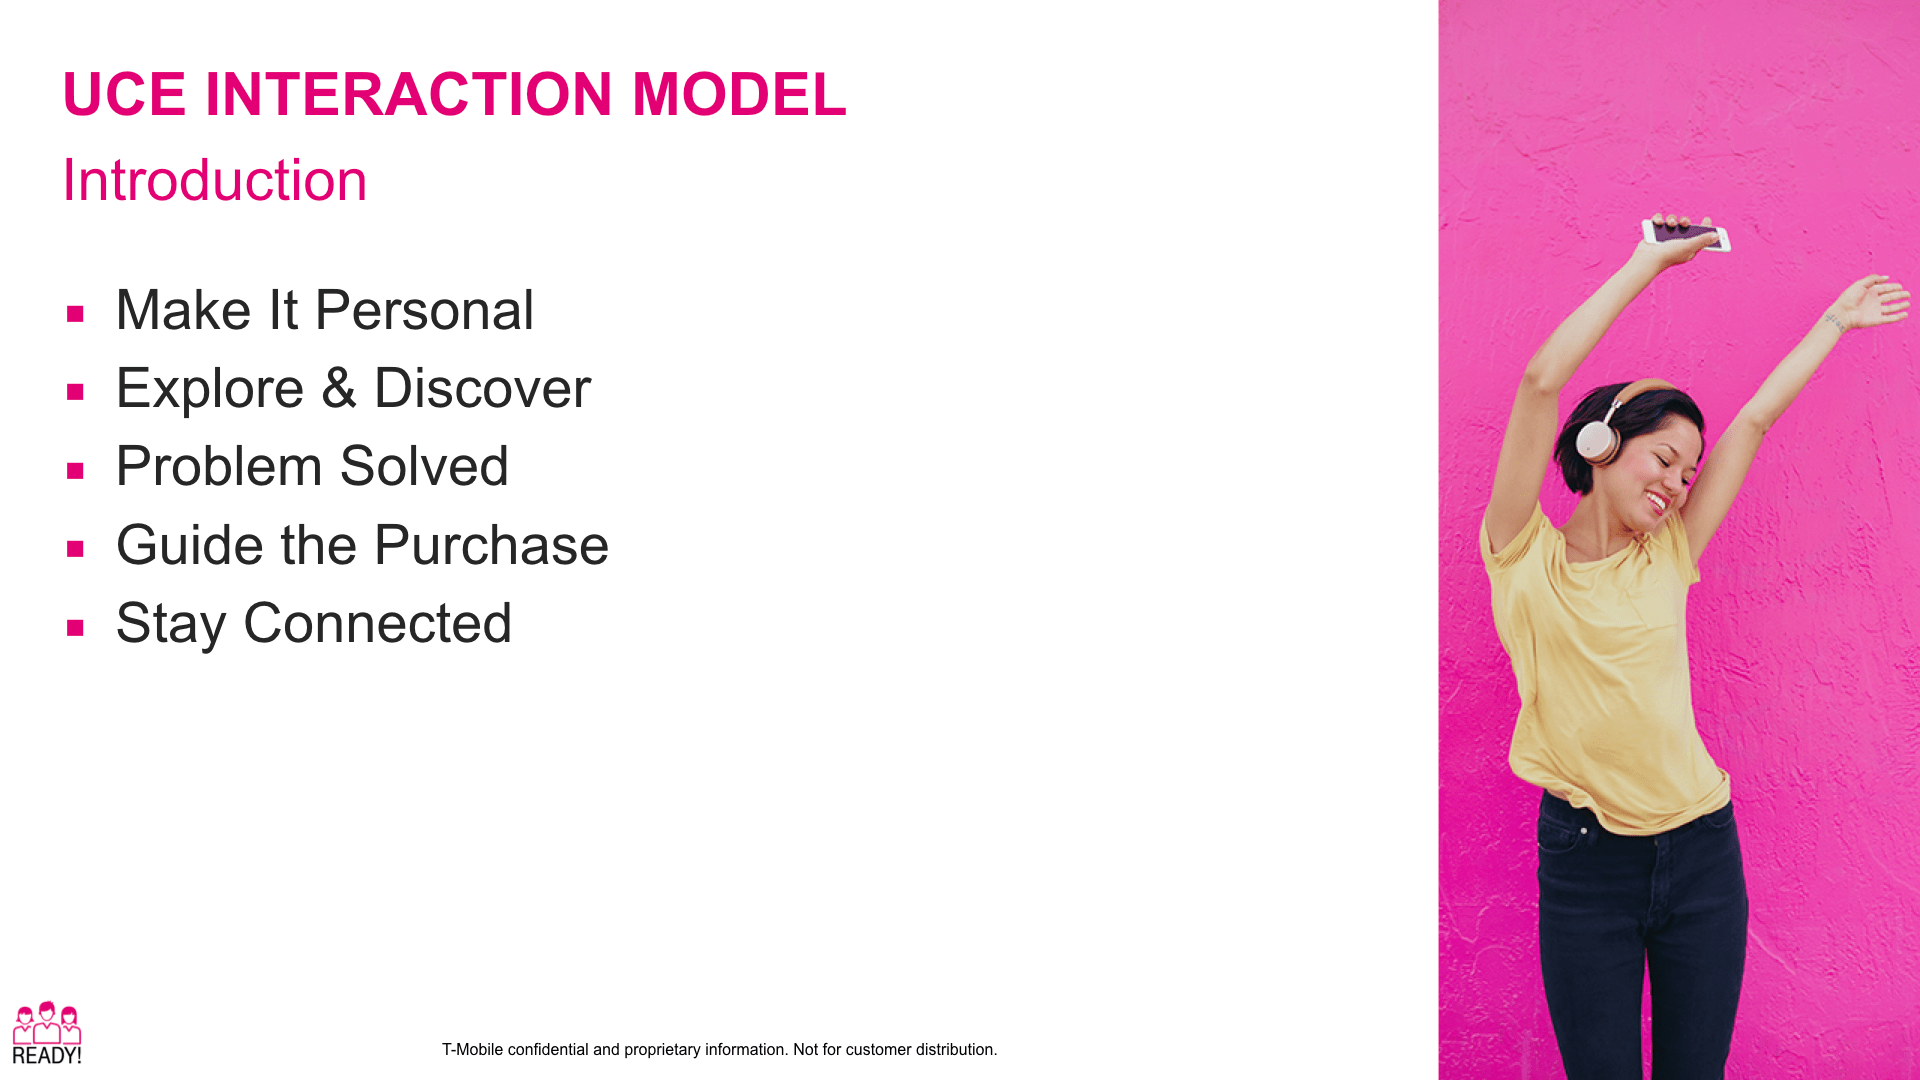 UCE INTERACTION MODEL
Introduction
Make It Personal
Explore & Discover
Problem Solved
Guide the Purchase
Stay Connected
READY!
T-Mobile confidential and proprietary information. Not for customer distribution.